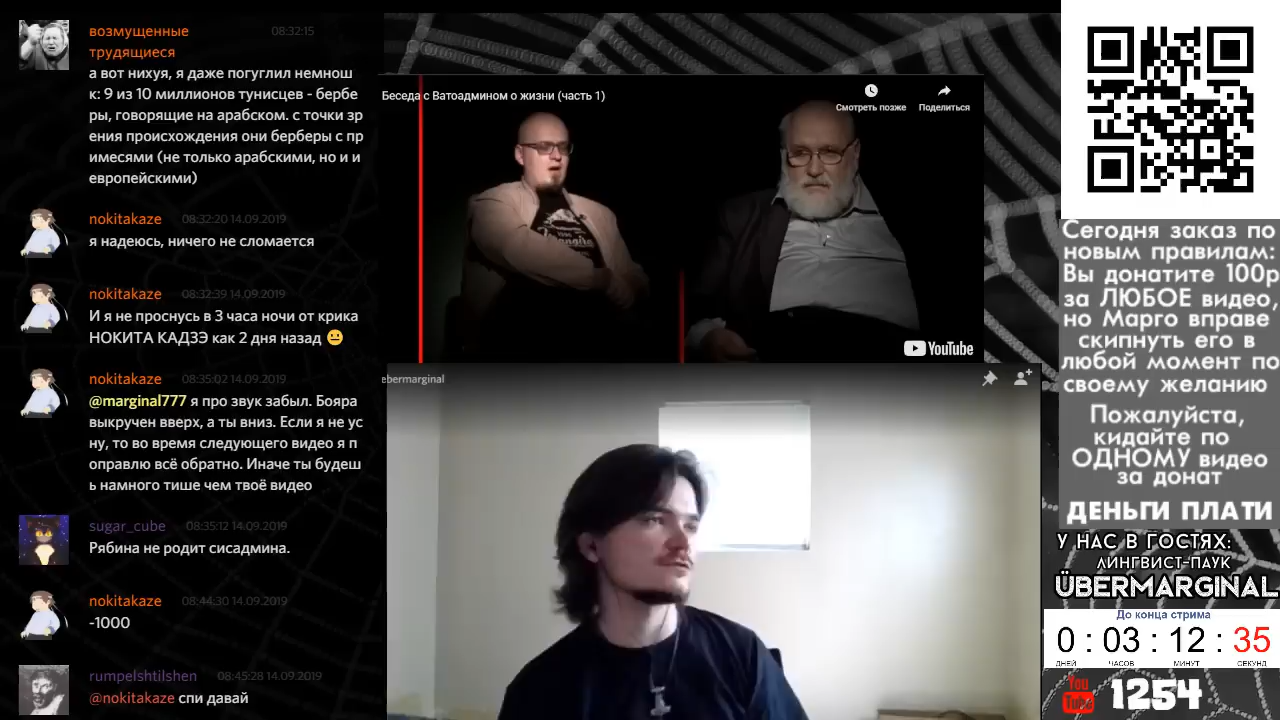 возмущенные
трудящиеся
08:32:15
а вот нихуя, я даже погуглил немнош
к: 9 из 10 миллионов тунисцев - бербе
ры, говорящие на арабском. с точки зр
ения происхождения они берберы с пр
имесями (не только арабскими, но и и
европейскими)
nokitakaze 08:32:20 14.09.2019
я надеюсь, ничего не сломается
nokitakaze 08:32:39 14.09.2019
И я не проснусь в 3 часа ночи от крика
НОКИТА КАДЗЭ как 2 дня назад 😐
nokitakaze 08:35:02 14.09.2019
@marginal777 я про звук забыл. Бояра
выкручен вверх, а ты вниз. Если я не ус
ну, то во время следующего видео я п
оправлю всё обратно. Иначе ты будеш
ь намного тише чем твоё видео
sugar_cube 08:35:12 14.09.2019
Рябина не родит сисадмина.
nokitakaze 08:44:30 14.09.2019
-1000
rumpelshtilshen 08:45:28 14.09.2019
@nokitakaze спи давай
Беседа с Ватоадмином о жизни (часть 1)
Смотреть позже
Поделиться
YouTube
ebermarginal
Сегодня заказ по
новым правилам:
Вы донатите 100р
за ЛЮБОЕ видео,
но Марго вправе
скипнуть его в
любой момент по
своему желанию
Пожалуйста,
кидайте по
ОДНОМУ видео
за донат
ДЕНЬГИ ПЛАТИ
У НАС В ГОСТЯХ:
ЛИНГВИСТ-ПАУК
ÜBERMARGINAL
До конца стрима
0 : 03 : 12 : 35
ДНЕЙ ЧАСОВ МИНУТ СЕКУНД
You Tube 1254